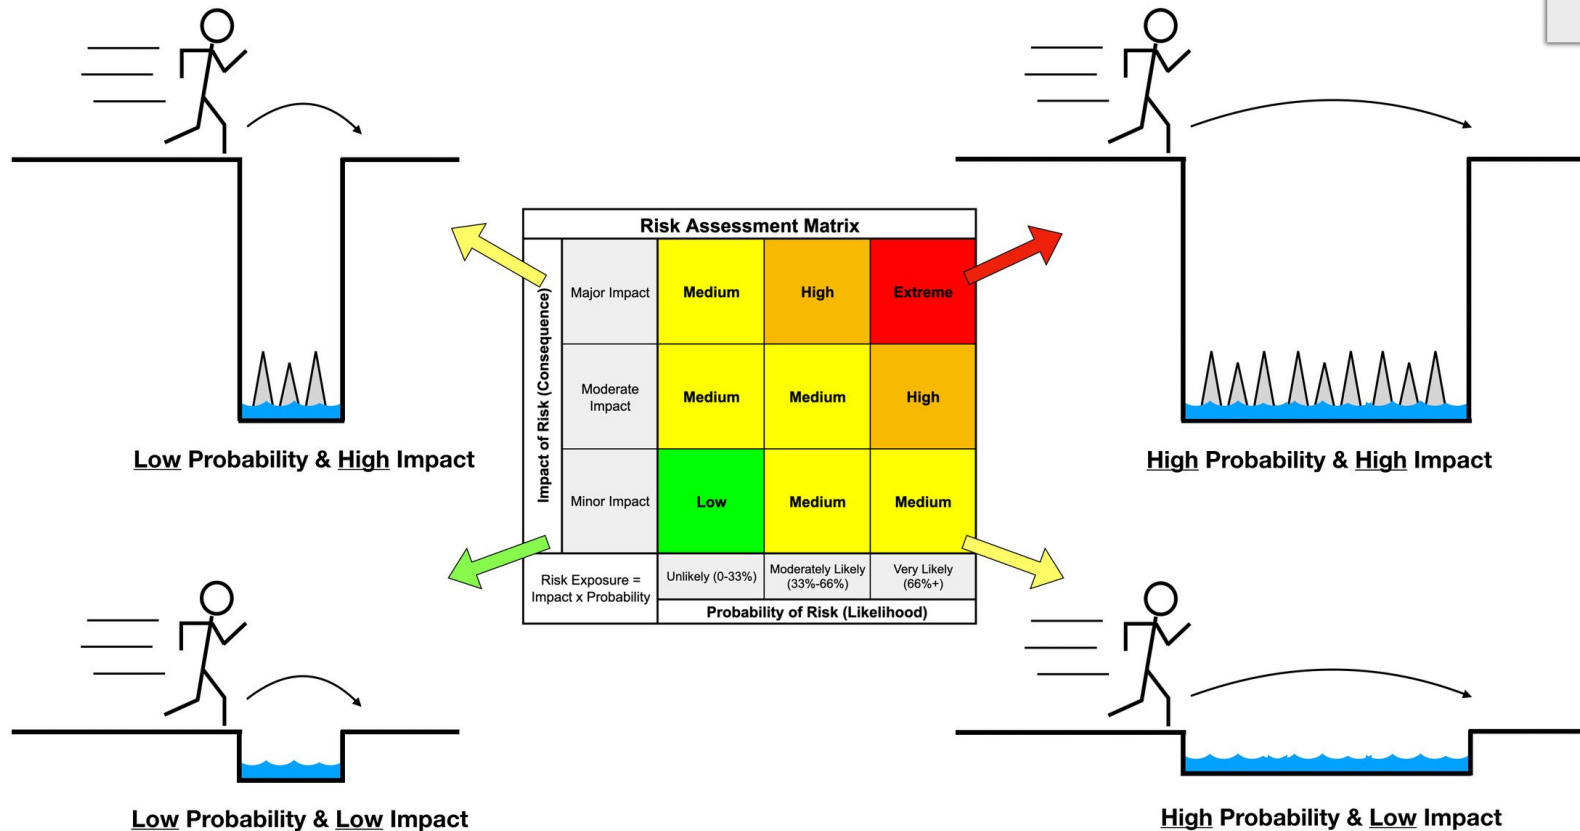 Risk Assessment Matrix
Impact of Risk (Consequence)
Major Impact
Medium
High
Extreme
Moderate
Impact
Medium
Medium
High
Minor Impact
Low
Medium
Medium
Risk Exposure =
Impact x Probability
Unlikely (0-33%)
Moderately Likely
(33%-66%)
Very Likely
(66%+)
Probability of Risk (Likelihood)
Low Probability & High Impact
High Probability & High Impact
Low Probability & Low Impact
High Probability & Low Impact